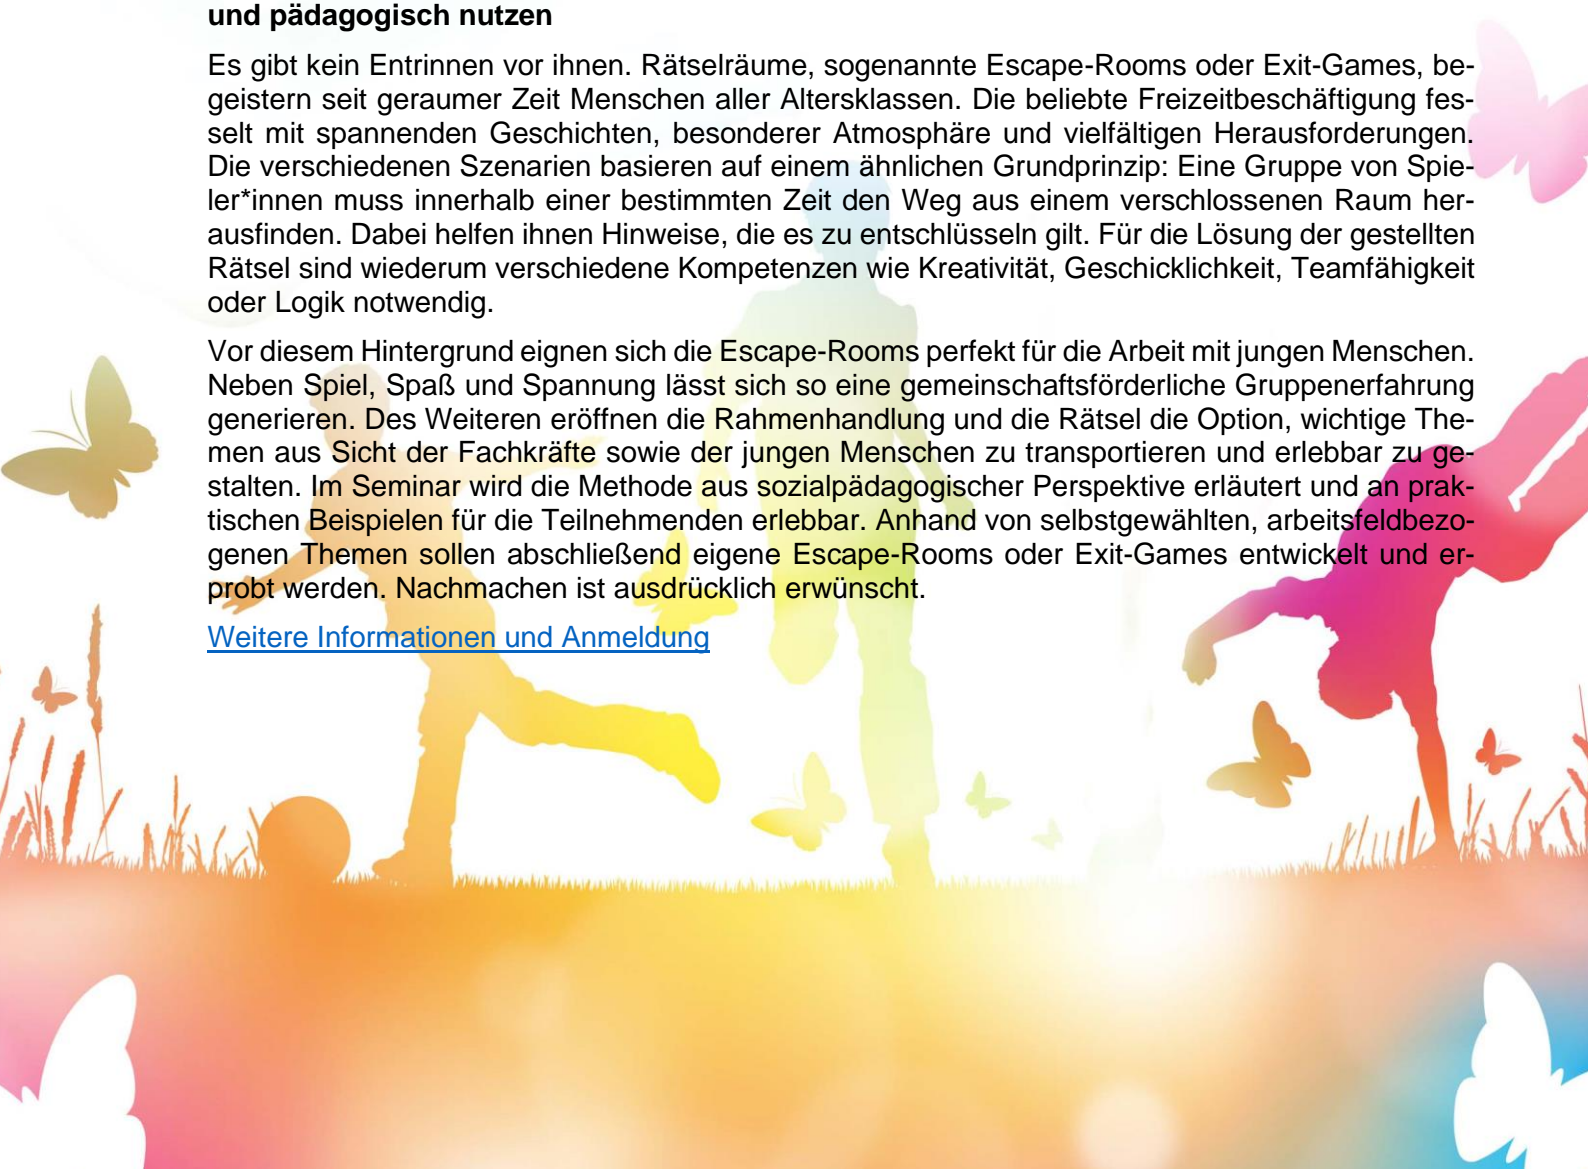 und pädagogisch nutzen
Es gibt kein Entrinnen vor ihnen. Rätselräume, sogenannte Escape-Rooms oder Exit-Games, be-
geistern seit geraumer Zeit Menschen aller Altersklassen. Die beliebte Freizeitbeschäftigung fes-
selt mit spannenden Geschichten, besonderer Atmosphäre und vielfältigen Herausforderungen.
Die verschiedenen Szenarien basieren auf einem ähnlichen Grundprinzip: Eine Gruppe von Spie-
ler*innen muss innerhalb einer bestimmten Zeit den Weg aus einem verschlossenen Raum her-
ausfinden. Dabei helfen ihnen Hinweise, die es zu entschlüsseln gilt. Für die Lösung der gestellten
Rätsel sind wiederum verschiedene Kompetenzen wie Kreativität, Geschicklichkeit, Teamfähigkeit
oder Logik notwendig.
Vor diesem Hintergrund eignen sich die Escape-Rooms perfekt für die Arbeit mit jungen Menschen.
Neben Spiel, Spaß und Spannung lässt sich so eine gemeinschaftsförderliche Gruppenerfahrung
generieren. Des Weiteren eröffnen die Rahmenhandlung und die Rätsel die Option, wichtige The-
men aus Sicht der Fachkräfte sowie der jungen Menschen zu transportieren und erlebbar zu ge-
stalten. Im Seminar wird die Methode aus sozialpädagogischer Perspektive erläutert und an prak-
tischen Beispielen für die Teilnehmenden erlebbar. Anhand von selbstgewählten, arbeitsfeldbezo-
genen Themen sollen abschließend eigene Escape-Rooms oder Exit-Games entwickelt und er-
probt werden. Nachmachen ist ausdrücklich erwünscht.
Weitere Informationen und Anmeldung